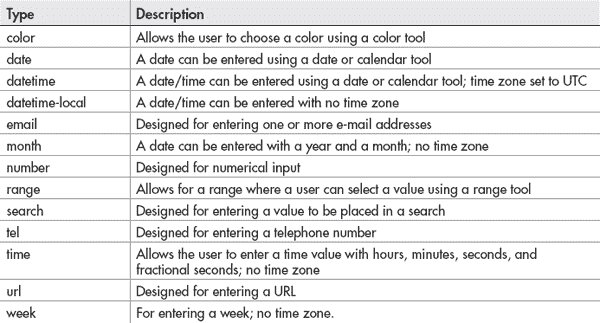 Type Description
color Allows the user to choose a color using a color tool
date A date can be entered using a date or calendar tool
datetime A date/time can be entered using a date or calendar tool; time zone set to UTC
datetime-local A date/time can be entered with no time zone
email Designed for entering one or more e-mail addresses
month A date can be entered with a year and a month; no time zone
number Designed for numerical input
range Allows for a range where a user can select a value using a range tool
search Designed for entering a value to be placed in a search
tel Designed for entering a telephone number
time Allows the user to enter a time value with hours, minutes, seconds, and
fractional seconds; no time zone
url Designed for entering a URL
week For entering a week; no time zone.